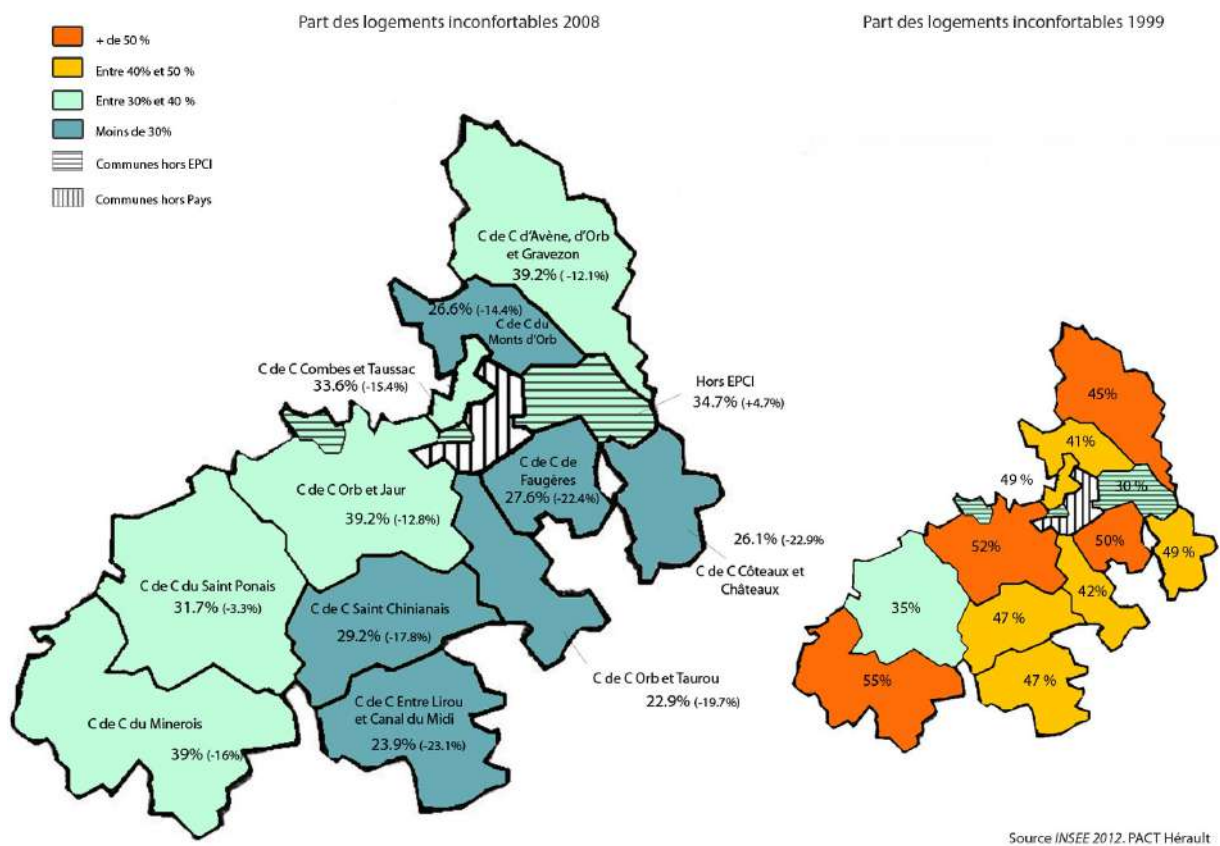 Part des logements inconfortables 2008
Part des logements inconfortables 1999
+ de 50 %
Entre 40% et 50 %
Entre 30% et 40 %
Moins de 30%
Communes hors EPCI
Communes hors Pays
C de C d'Avène, d'Orb
et Gravezon
39.2% (-12.1%)
26.6% (-14.4%)
C de C du
Monts d'Orb
C de C Combes et Taussac
33.6% (-15.4%)
Hors EPCI
34.7% (+4.7%)
C de C de
Faugères
27.6% (-22.4%)
C de C Orb et Jaur
39.2% (-12.8%)
26.1% (-22.9%
C de C Côteaux et
Châteaux
C de C du Saint Ponais
31.7% (-3.3%)
C de C Saint Chinianais
29.2% (-17.8%)
C de C Orb et Taurou
22.9% (-19.7%)
C de C Entre Lirou
et Canal du Midi
23.9% (-23.1%)
C de C du Minerois
39% (-16%)
45%
41%
49 %
30 %
52%
50%
49 %
42%
35%
47 %
47 %
55%
Source INSEE 2012. PACT Hérault